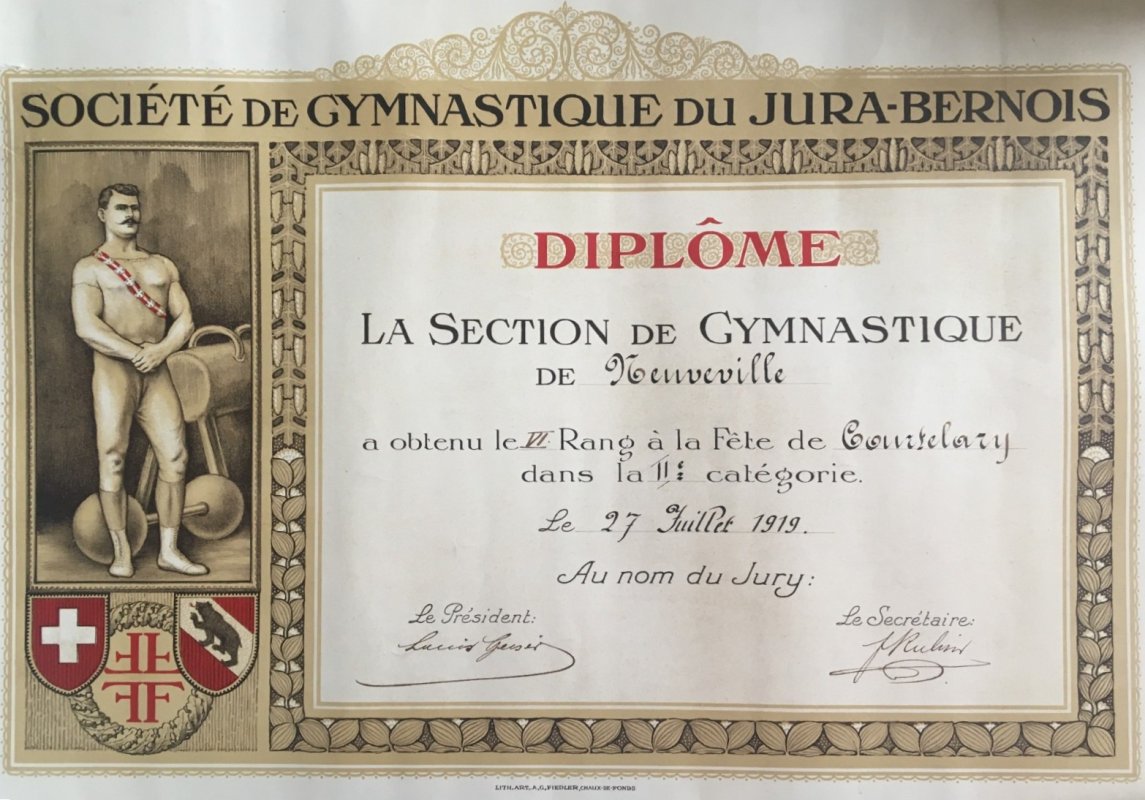 SOCIÉTÉ DE GYMNASTIQUE DU JURA-BERNOIS
DIPLÔME
LA SECTION DE GYMNASTIQUE
DE Neuveville
a obtenu le VI Rang à la Fête de Courtelary
dans la IIe catégorie.
Le 27 Juillet 1919.
Au nom du Jury:
Le Président: Le Secrétaire:
FFFF
LITH. ART. A.G. FIEDLER, CHAUX-DE-FONDS